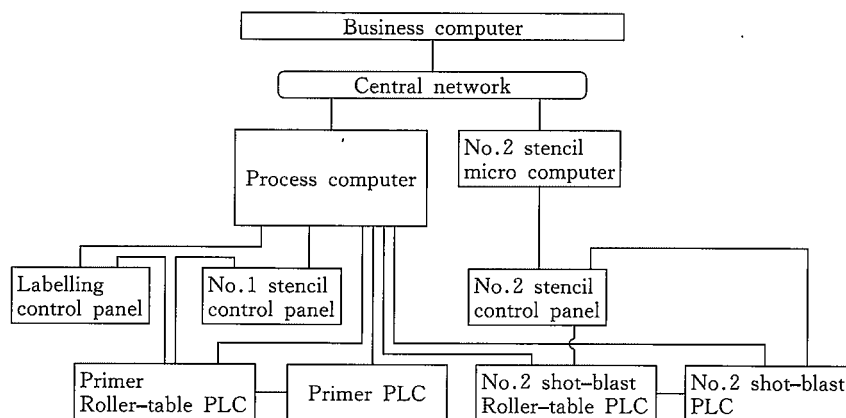 Business computer
Central network
Process computer
No.2 stencil
micro computer
Labelling
control panel
No.1 stencil
control panel
No.2 stencil
control panel
Primer
Roller-table PLC
Primer PLC
No.2 shot-blast
Roller-table PLC
No.2 shot-blast
PLC